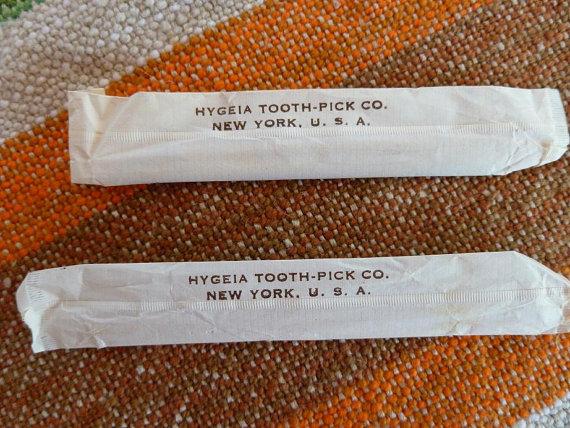 HYGEIA TOOTH-PICK CO.
NEW YORK, U. S. A.
HYGEIA TOOTH-PICK CO.
NEW YORK, U. S. A.